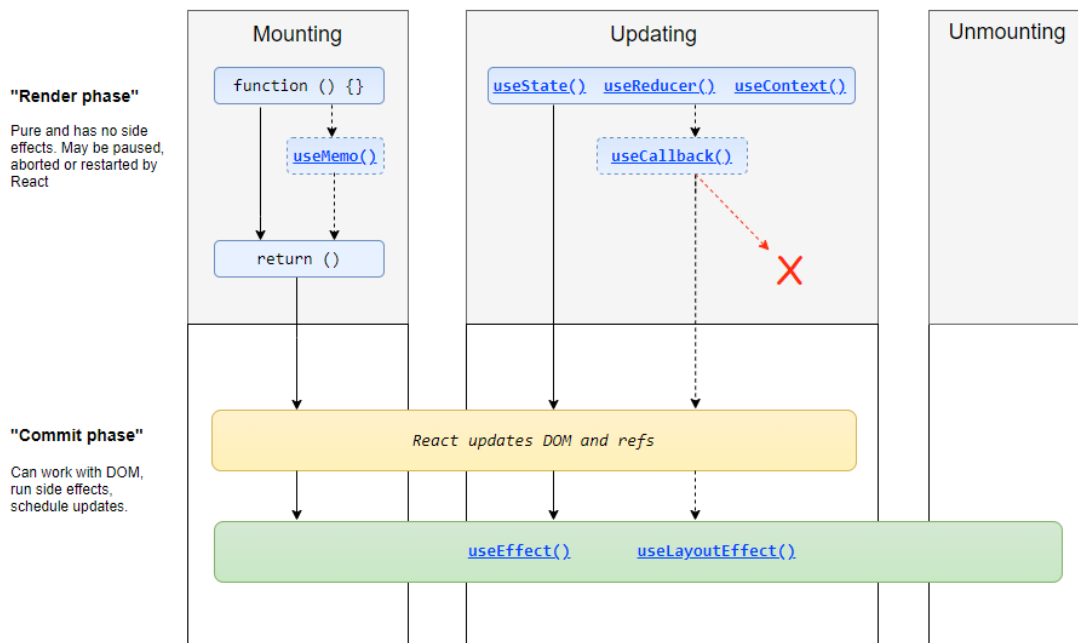 Mounting
Updating
Unmounting
"Render phase"
Pure and has no side
effects. May be paused,
aborted or restarted by
React
function () {}
useMemo()
return ()
useState() useReducer() useContext()
useCallback()
"Commit phase"
Can work with DOM,
run side effects,
schedule updates.
React updates DOM and refs
useEffect() useLayoutEffect()